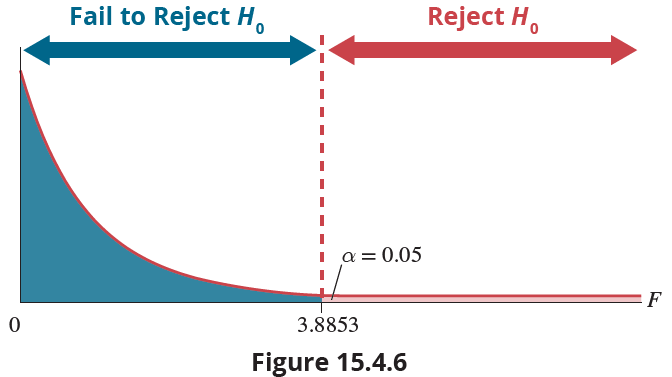 Fail to Reject H₀
Reject H₀
α = 0.05
F
0
3.8853
Figure 15.4.6